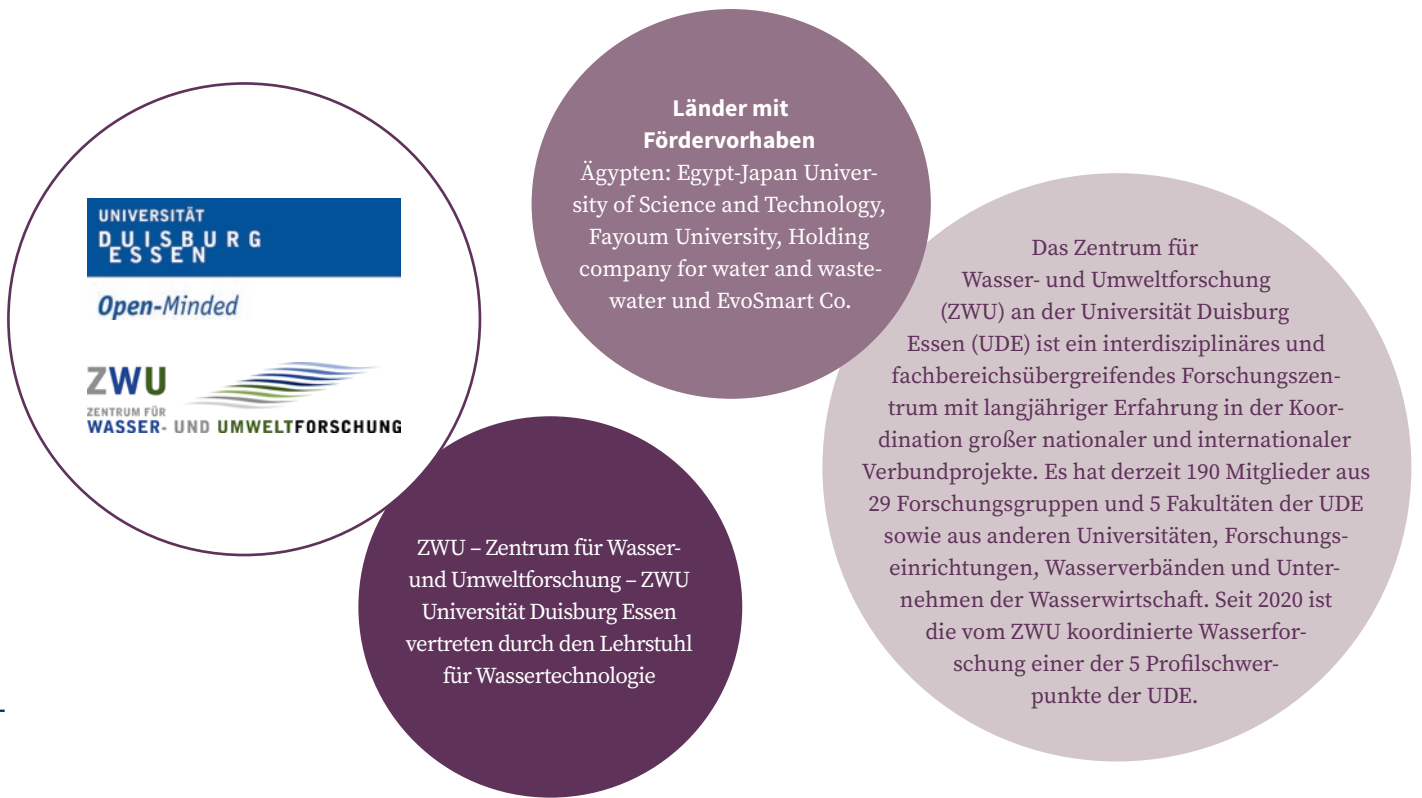 UNIVERSITÄT
DUISBURG
ESSEN
Open-Minded
ZWU
ZENTRUM FÜR
WASSER- UND UMWELTFORSCHUNG
Länder mit
Fördervorhaben
Ägypten: Egypt-Japan Univer-
sity of Science and Technology,
Fayoum University, Holding
company for water and waste-
water und EvoSmart Co.
ZWU – Zentrum für Wasser-
und Umweltforschung – ZWU
Universität Duisburg Essen
vertreten durch den Lehrstuhl
für Wassertechnologie
Das Zentrum für
Wasser- und Umweltforschung
(ZWU) an der Universität Duisburg
Essen (UDE) ist ein interdisziplinäres und
fachbereichsübergreifendes Forschungszen-
trum mit langjähriger Erfahrung in der Koor-
dination großer nationaler und internationaler
Verbundprojekte. Es hat derzeit 190 Mitglieder aus
29 Forschungsgruppen und 5 Fakultäten der UDE
sowie aus anderen Universitäten, Forschungs-
einrichtungen, Wasserverbänden und Unter-
nehmen der Wasserwirtschaft. Seit 2020 ist
die vom ZWU koordinierte Wasserfor-
schung einer der 5 Profilschwer-
punkte der UDE.